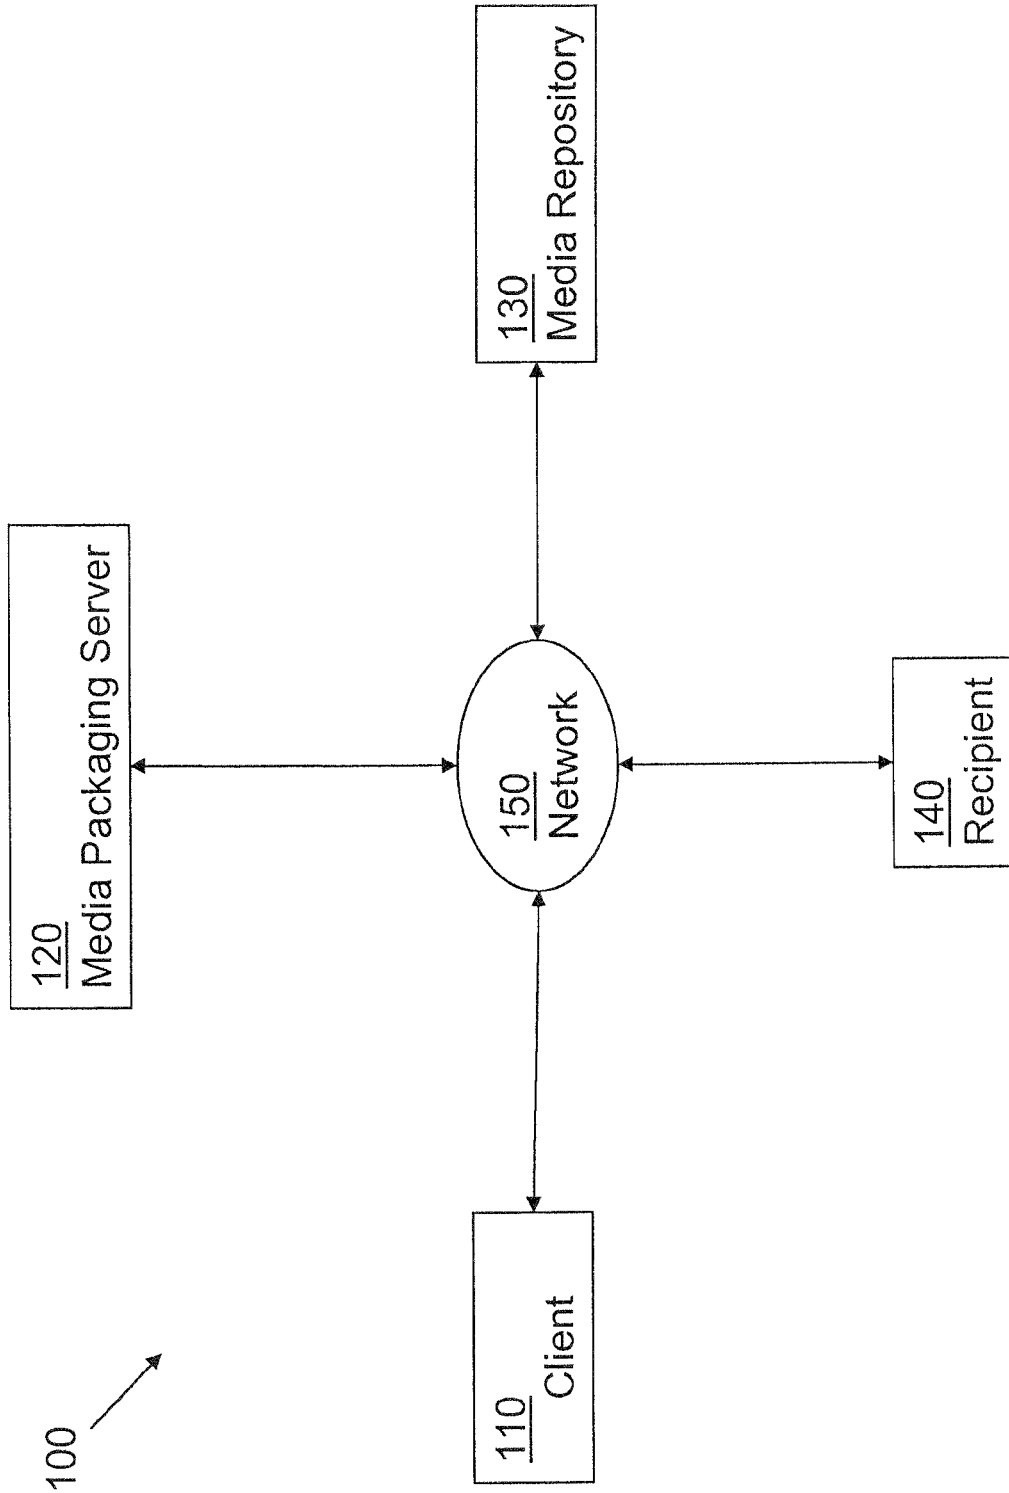 100
120
Media Packaging Server
110
Client
150
Network
130
Media Repository
140
Recipient